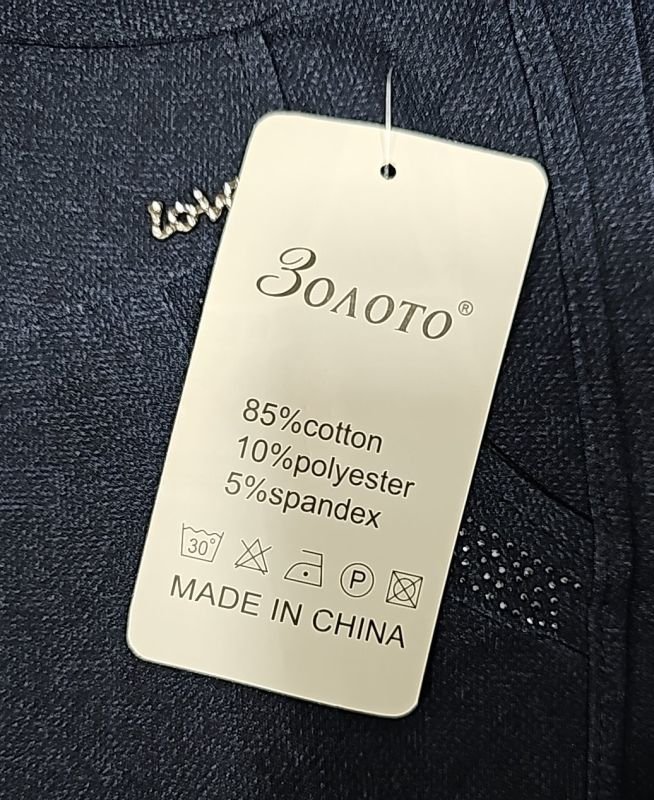 Золото®
85%cotton
10%polyester
5%spandex
30°
P
MADE IN CHINA